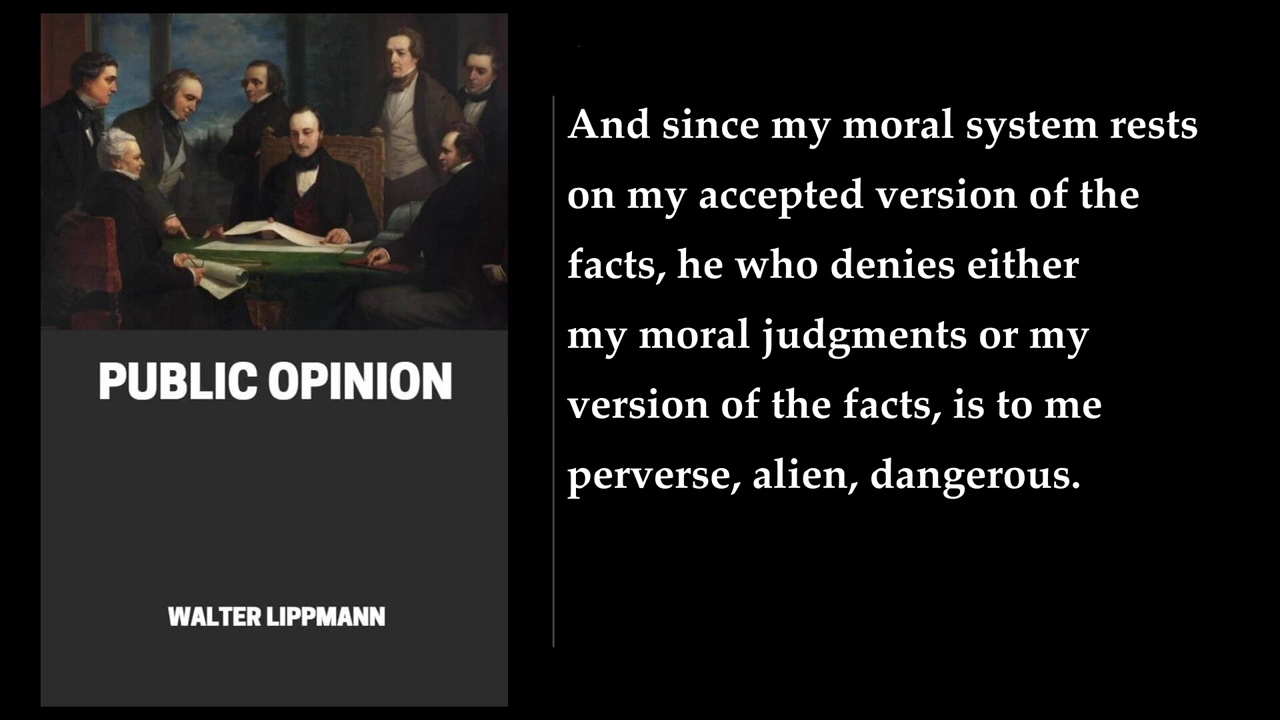 PUBLIC OPINION
WALTER LIPPMANN
And since my moral system rests
on my accepted version of the
facts, he who denies either
my moral judgments or my
version of the facts, is to me
perverse, alien, dangerous.